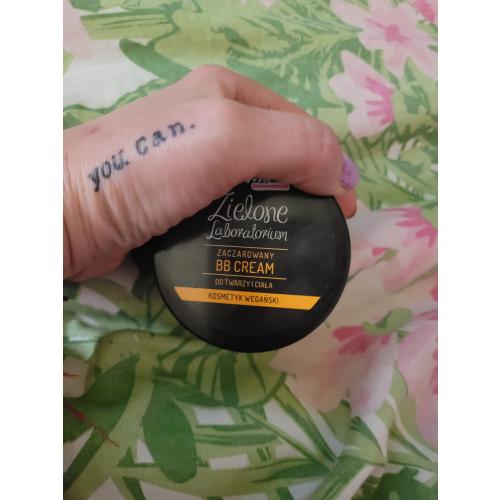 you can.
Zielone
Laboratorium
ZACZAROWANY
BB CREAM
DO TWARZY I CIAŁA
KOSMETYK WEGAŃSKI